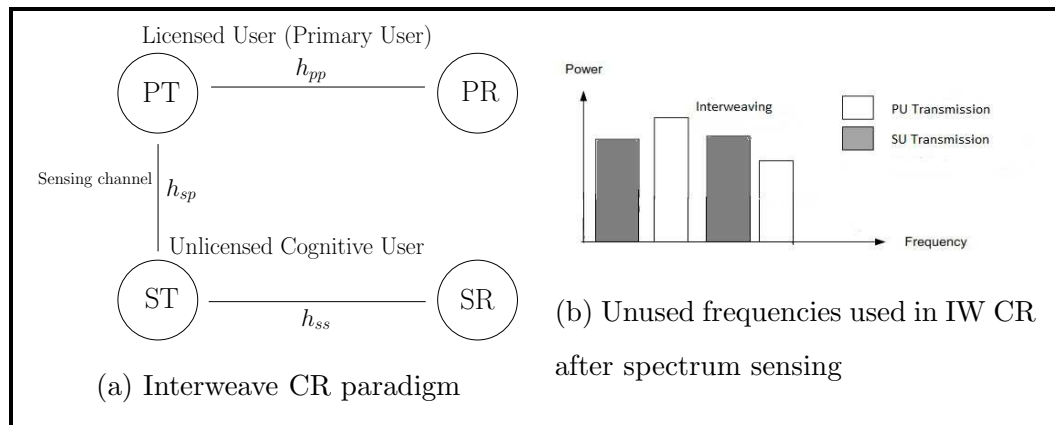 Licensed User (Primary User)
PT
h_pp
PR
Sensing channel
h_sp
Unlicensed Cognitive User
ST
h_ss
SR
(a) Interweave CR paradigm
Power
Interweaving
PU Transmission
SU Transmission
Frequency
(b) Unused frequencies used in IW CR
after spectrum sensing